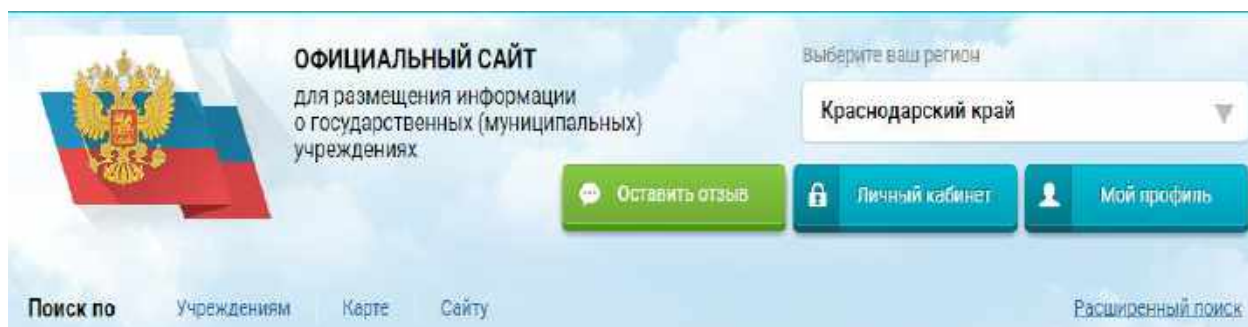 ОФИЦИАЛЬНЫЙ САЙТ
для размещения информации
о государственных (муниципальных)
учреждениях
Выберите ваш регион
Краснодарский край
Оставить отзыв
Личный кабинет
Мой профиль
Поиск по Учреждениям Карте Сайту Расширенный поиск